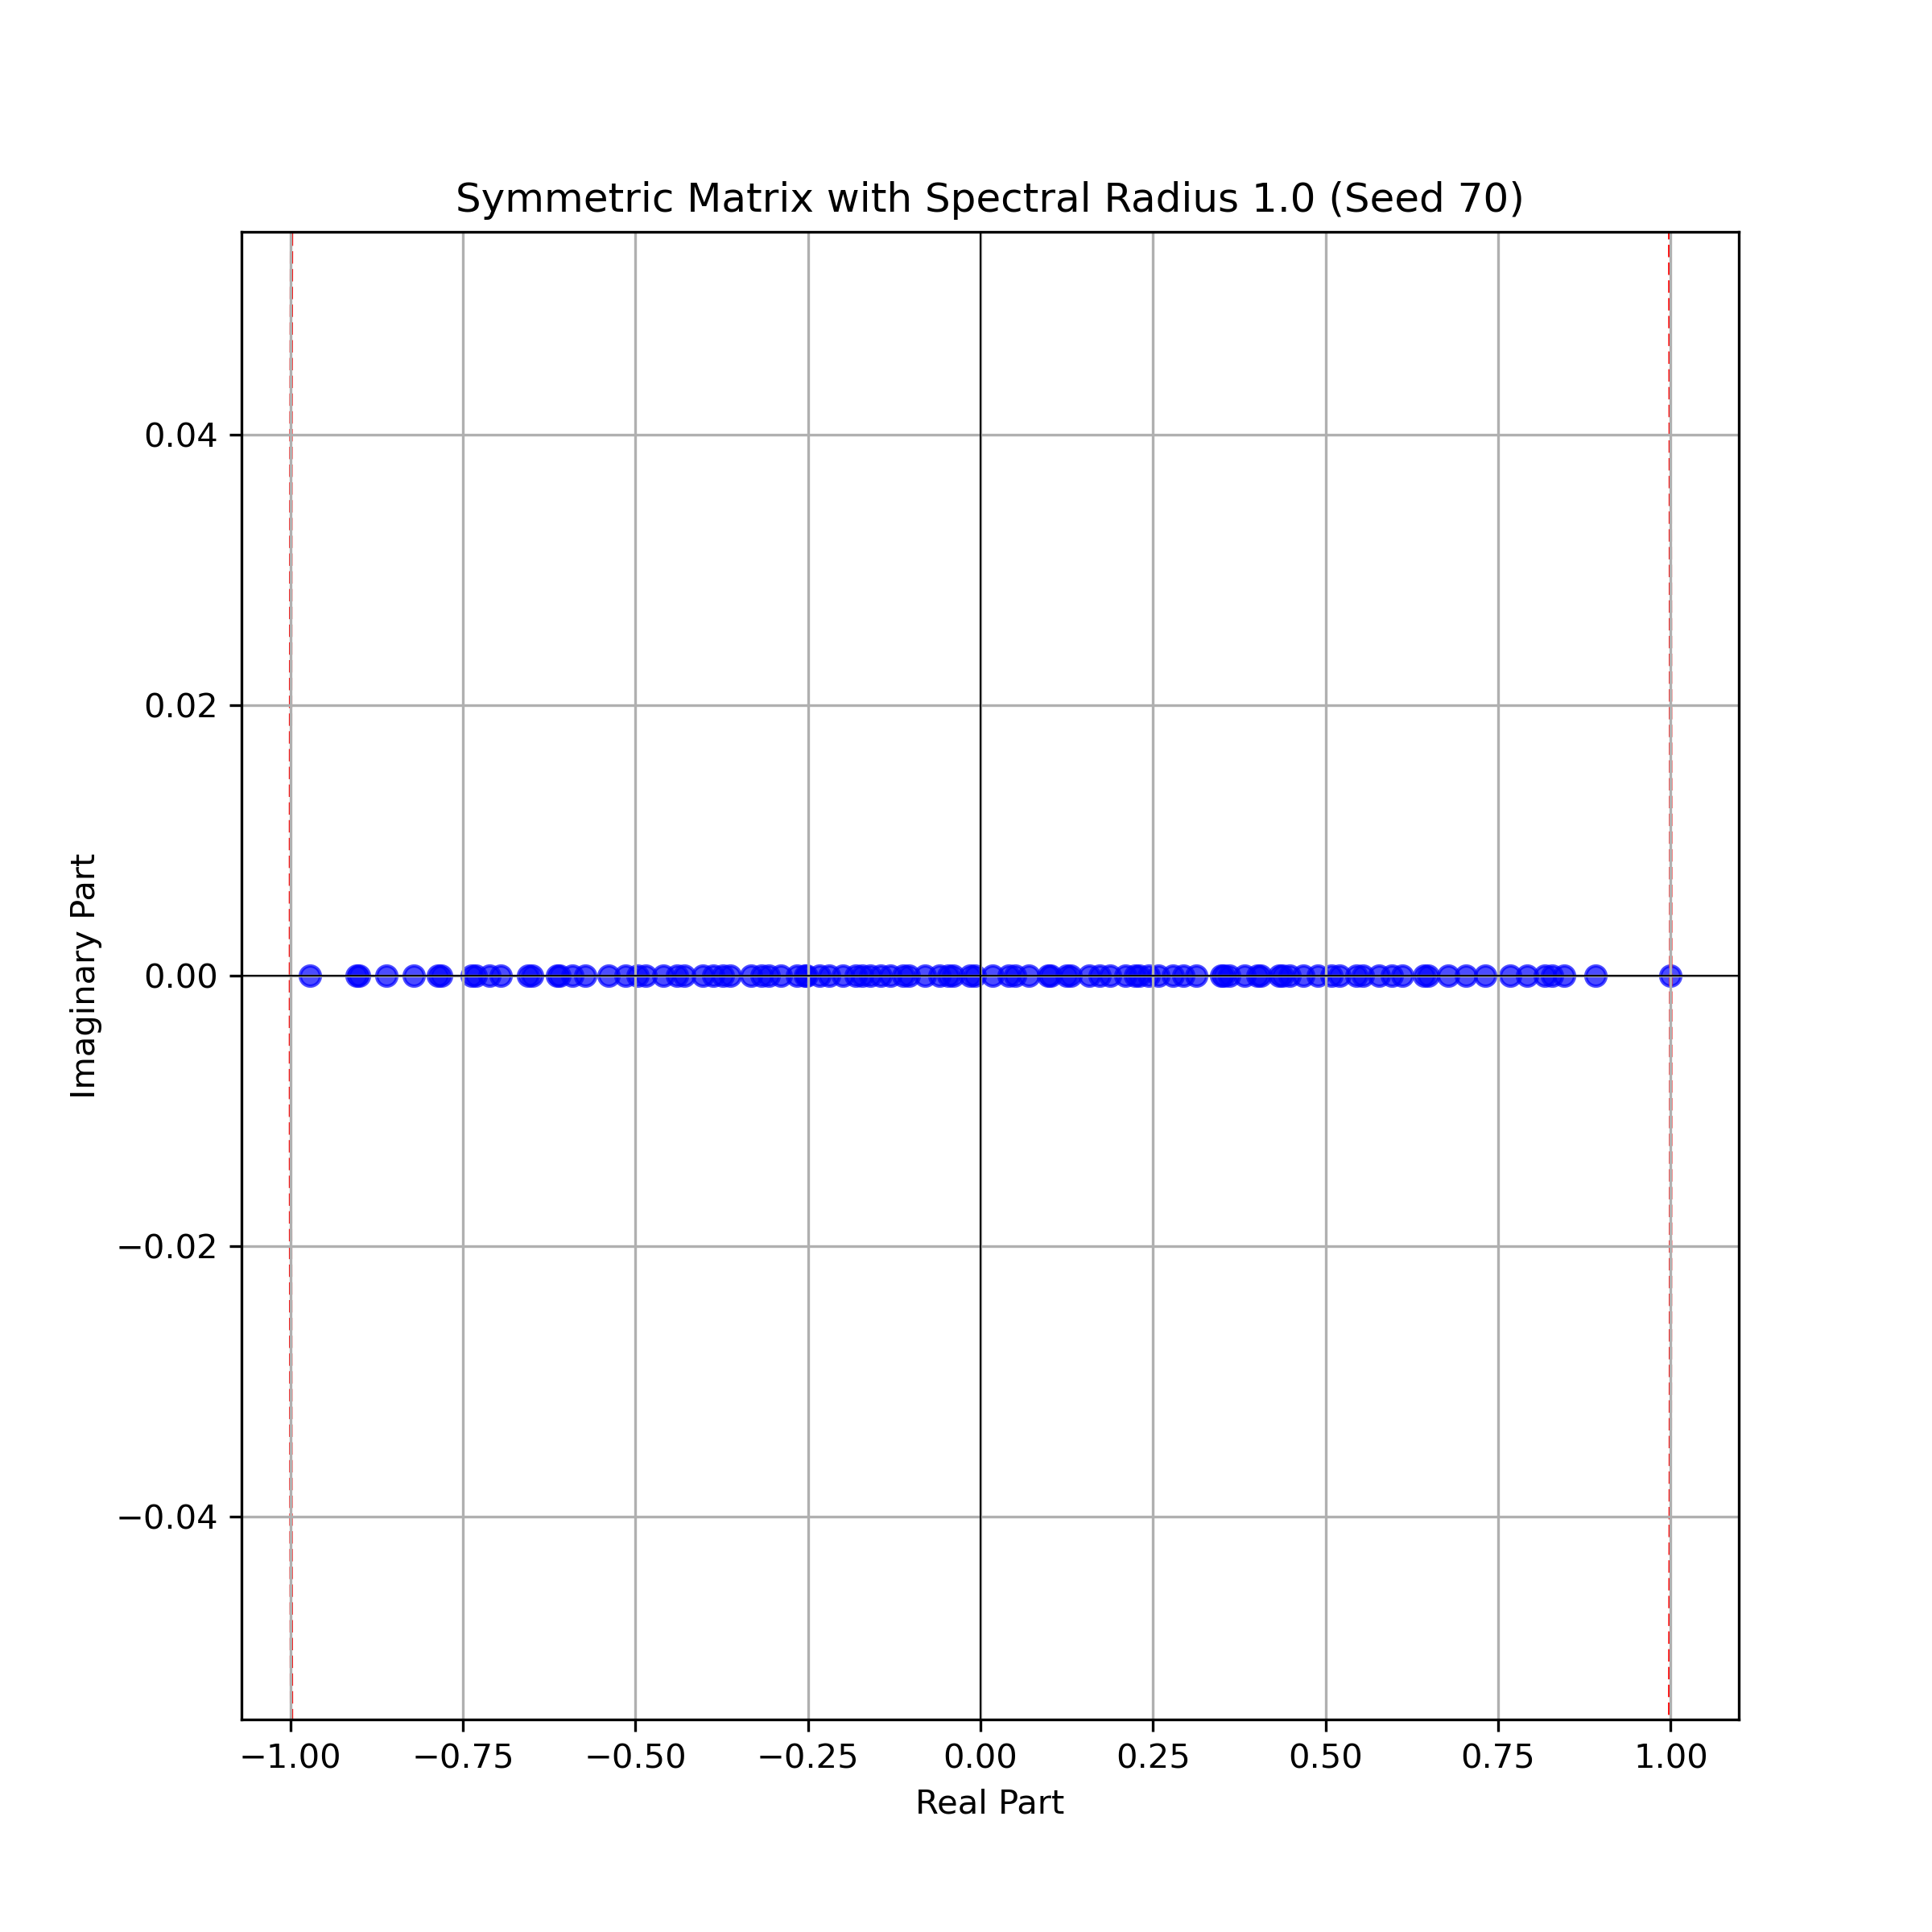 Symmetric Matrix with Spectral Radius 1.0 (Seed 70)
0.04
0.02
0.00
−0.02
−0.04
Imaginary Part
−1.00 −0.75 −0.50 −0.25 0.00 0.25 0.50 0.75 1.00
Real Part